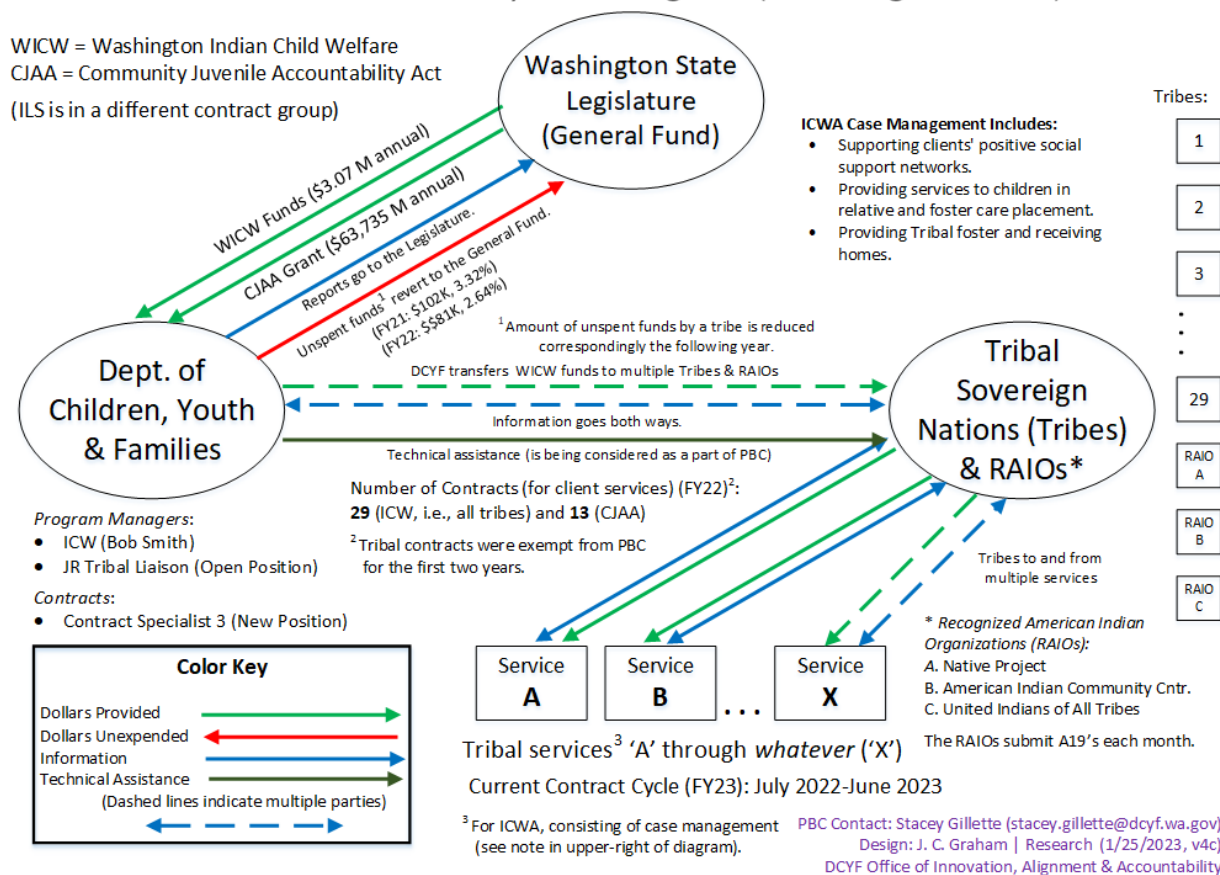 WICW = Washington Indian Child Welfare
CJAA = Community Juvenile Accountability Act
(ILS is in a different contract group)
Washington State
Legislature
(General Fund)
WICW Funds ($3.07 M annual)
CJAA Grant ($63,735 M annual)
Reports go to the Legislature.
Unspent funds¹ revert to the General Fund.
(FY21: $102K, 3.32%)
(FY22: $$81K, 2.64%)
ICWA Case Management Includes:
• Supporting clients' positive social
support networks.
• Providing services to children in
relative and foster care placement.
• Providing Tribal foster and receiving
homes.
Tribes:
1
2
3
.
.
.
29
RAIO
A
RAIO
B
RAIO
C
Dept. of
Children, Youth
& Families
¹ Amount of unspent funds by a tribe is reduced
correspondingly the following year.
DCYF transfers WICW funds to multiple Tribes & RAIOs
Information goes both ways.
Technical assistance (is being considered as a part of PBC)
Tribal
Sovereign
Nations (Tribes)
& RAIOs*
Number of Contracts (for client services) (FY22)²:
29 (ICW, i.e., all tribes) and 13 (CJAA)
² Tribal contracts were exempt from PBC
for the first two years.
Program Managers:
• ICW (Bob Smith)
• JR Tribal Liaison (Open Position)
Contracts:
• Contract Specialist 3 (New Position)
Tribes to and from
multiple services
Color Key
Dollars Provided
Dollars Unexpended
Information
Technical Assistance
(Dashed lines indicate multiple parties)
Service
A
Service
B
. . .
Service
X
* Recognized American Indian
Organizations (RAIOs):
A. Native Project
B. American Indian Community Cntr.
C. United Indians of All Tribes
The RAIOs submit A19's each month.
Tribal services³ ‘A’ through whatever (‘X’)
Current Contract Cycle (FY23): July 2022-June 2023
³ For ICWA, consisting of case management
(see note in upper-right of diagram).
PBC Contact: Stacey Gillette (stacey.gillette@dcyf.wa.gov)
Design: J. C. Graham | Research (1/25/2023, v4c)
DCYF Office of Innovation, Alignment & Accountability